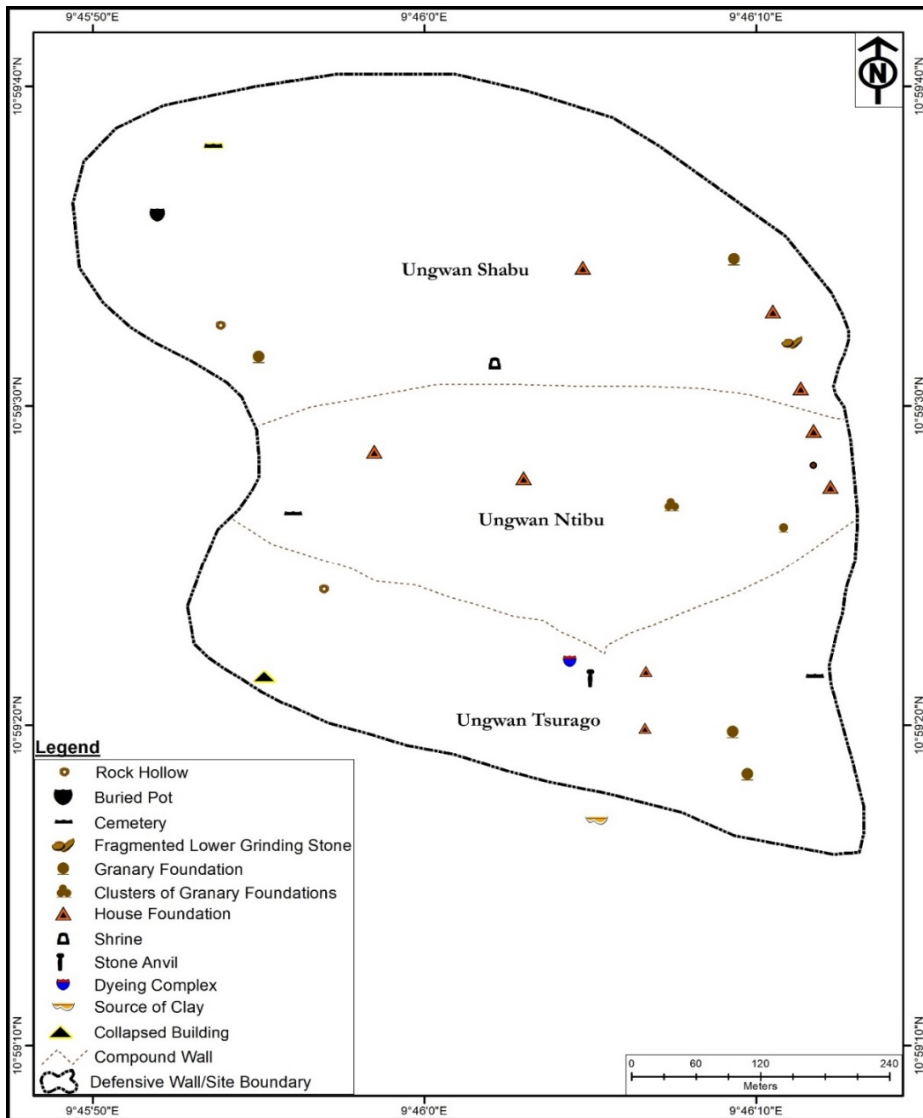 9°45'50"E 9°46'0"E 9°46'10"E
10°59'40"N 10°59'40"N
N
Ungwan Shabu
10°59'30"N 10°59'30"N
Ungwan Ntibu
Ungwan Tsurago
10°59'20"N 10°59'20"N
Legend
Rock Hollow
Buried Pot
Cemetery
Fragmented Lower Grinding Stone
Granary Foundation
Clusters of Granary Foundations
House Foundation
Shrine
Stone Anvil
Dyeing Complex
Source of Clay
Collapsed Building
Compound Wall
Defensive Wall/Site Boundary
10°59'10"N 10°59'10"N
0 60 120 240
Meters
9°45'50"E 9°46'0"E 9°46'10"E